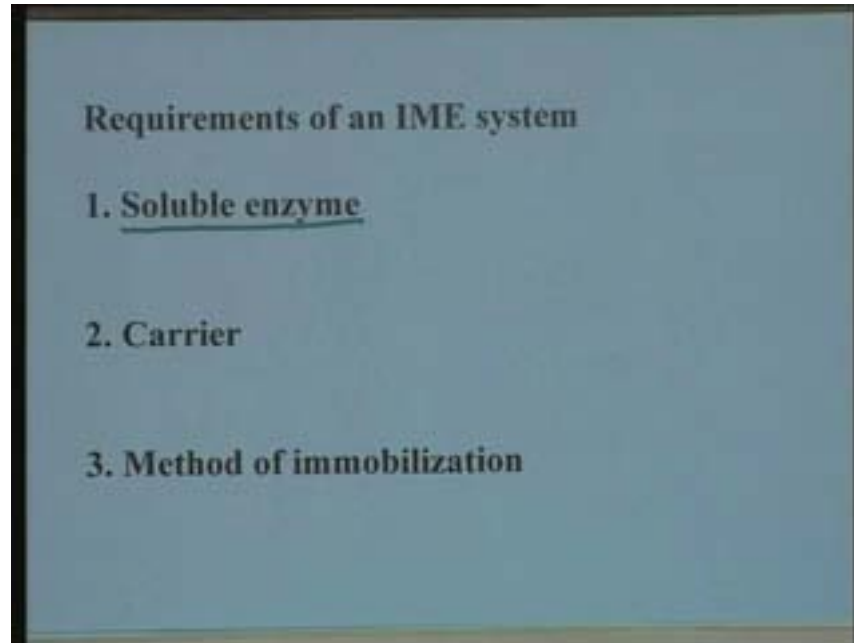 Requirements of an IME system
1. Soluble enzyme
2. Carrier
3. Method of immobilization